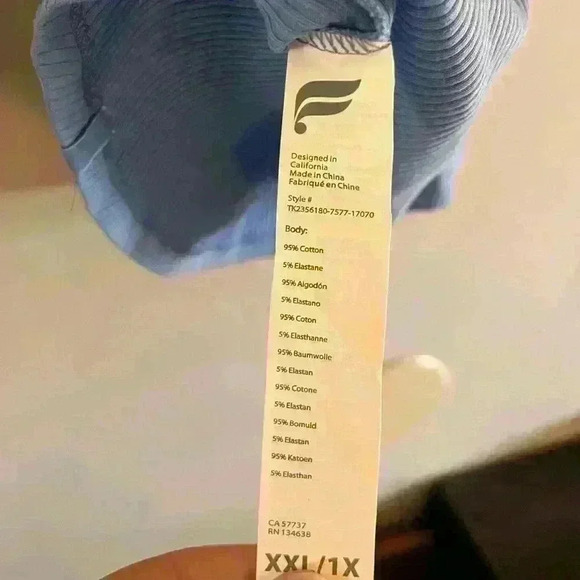 Designed in
California
Made in China
Fabriqué en Chine
Style #
TK2356180-7577-17070
Body:
95% Cotton
5% Elastane
95% Algodón
5% Elastano
95% Coton
5% Elasthanne
95% Baumwolle
5% Elastan
95% Cotone
5% Elastan
95% Bomuld
5% Elastan
95% Katoen
5% Elasthan
CA 57737
RN 134638
XXL/1X